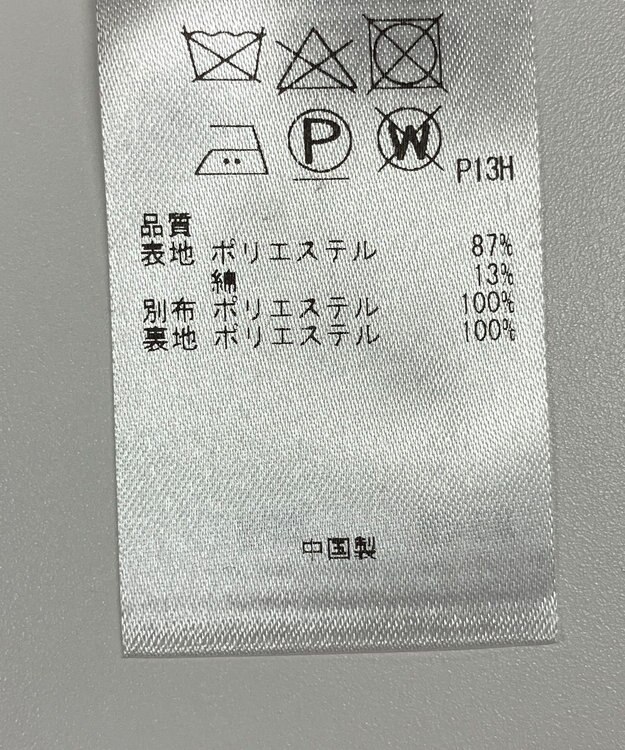 P W P13H
品質
表地 ポリエステル 87%
綿 13%
別布 ポリエステル 100%
裏地 ポリエステル 100%
中国製